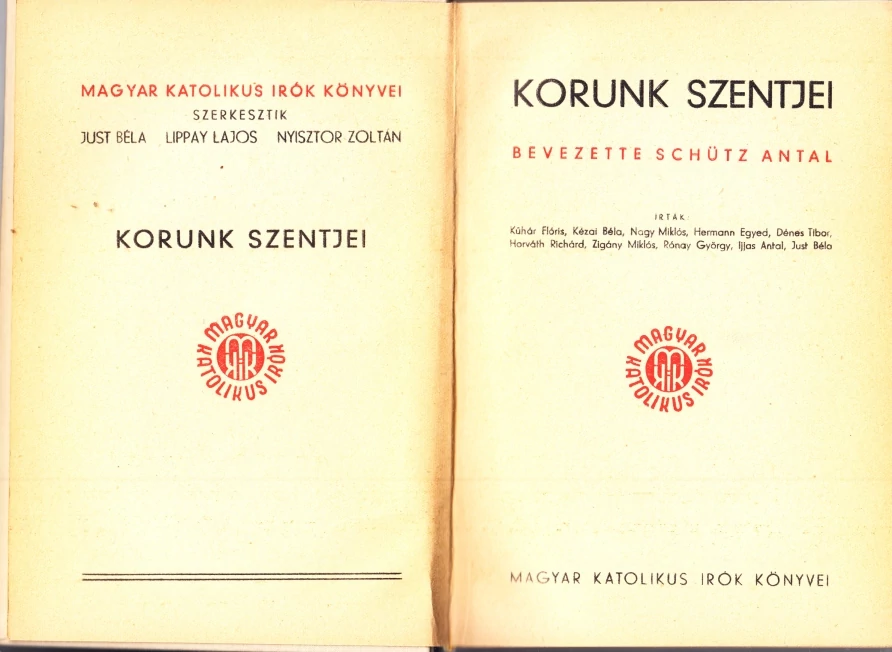 MAGYAR KATOLIKUS IRÓK KÖNYVEI
SZERKESZTIK
JUST BÉLA LIPPAY LAJOS NYISZTOR ZOLTÁN
KORUNK SZENTJEI
MAGYAR KATOLIKUS IRÓK
KORUNK SZENTJEI
BEVEZETTE SCHÜTZ ANTAL
IRTÁK:
Kühár Flóris, Kézai Béla, Nagy Miklós, Hermann Egyed, Dénes Tibor,
Horváth Richárd, Zigány Miklós, Rónay György, Ijjas Antal, Just Béla
MAGYAR KATOLIKUS IRÓK
MAGYAR KATOLIKUS IRÓK KÖNYVEI